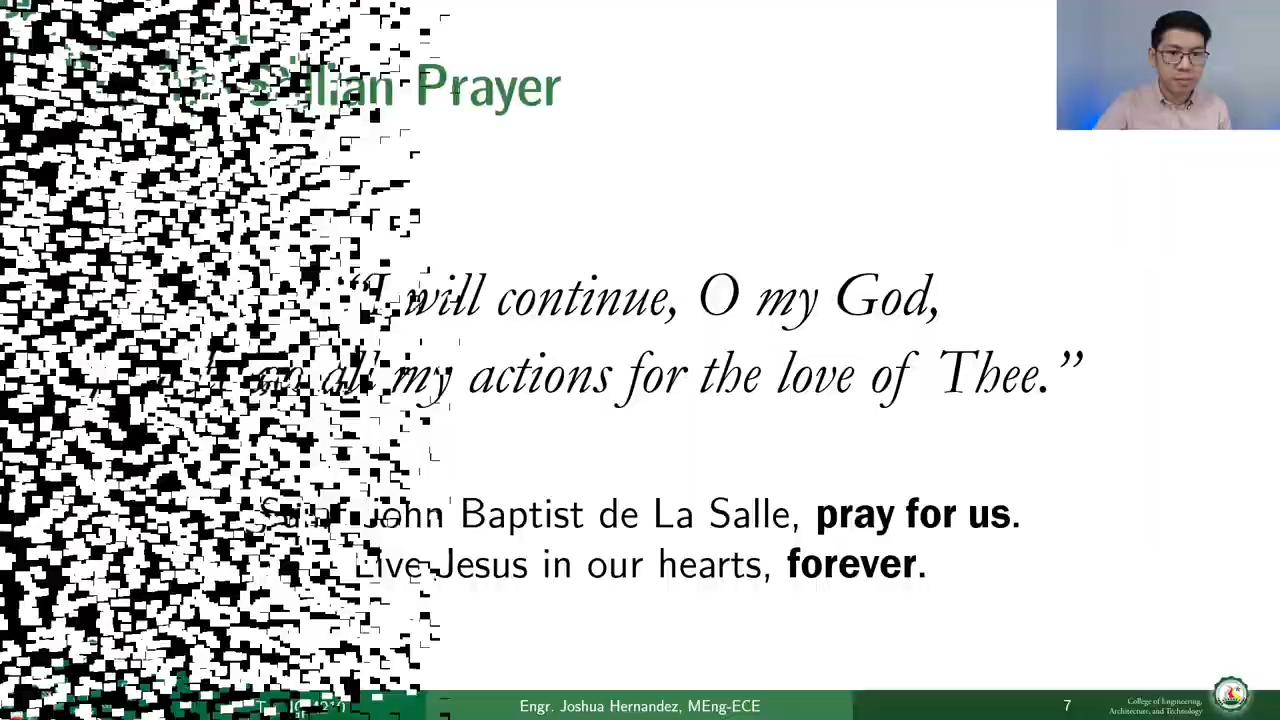 Prayer
“I will continue, O my God,
all my actions for the love of Thee.”
John Baptist de La Salle, pray for us.
Live Jesus in our hearts, forever.
Engr. Joshua Hernandez, MEng-ECE
7
College of Engineering,
Architecture, and Technology